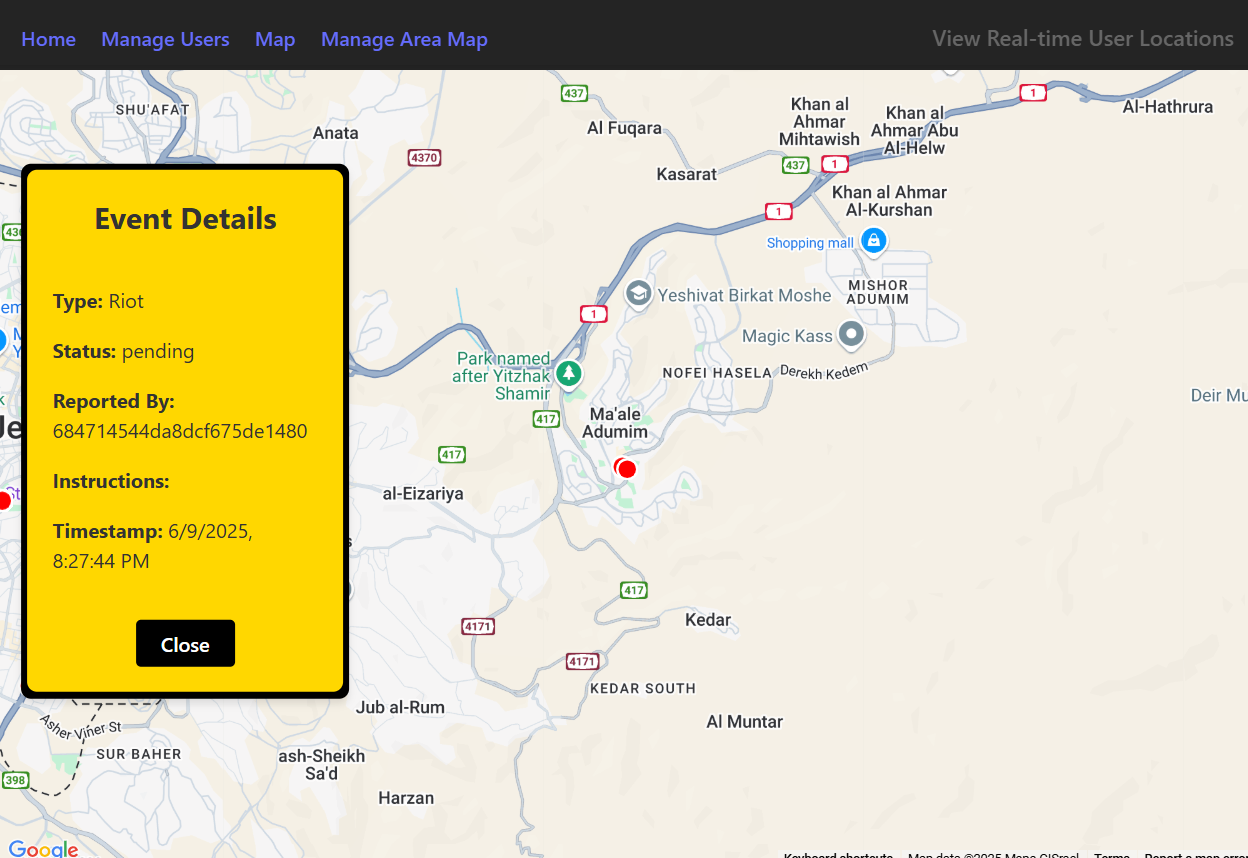 Home Manage Users Map Manage Area Map View Real-time User Locations
SHU'AFAT
Anata
4370
437
Al Fuqara
Kasarat
Khan al
Ahmar
Mihtawish
Khan al
Ahmar Abu
Al-Helw
1
Al-Hathrura
437
1
Khan al Ahmar
Al-Kurshan
1
Shopping mall
MISHOR
ADUMIM
Yeshivat Birkat Moshe
1
Magic Kass
Park named
after Yitzhak
Shamir
NOFEI HASELA
Derekh Kedem
417
Ma'ale
Adumim
417
al-Eizariya
417
4171
Kedar
4171
KEDAR SOUTH
Jub al-Rum
Al Muntar
Asher Viner St
SUR BAHER
ash-Sheikh
Sa'd
398
Harzan
Event Details
Type: Riot
Status: pending
Reported By:
684714544da8dcf675de1480
Instructions:
Timestamp: 6/9/2025,
8:27:44 PM
Close
Google
Keyboard shortcuts Map data ©2025 Mapa GISrael Terms Report a map error